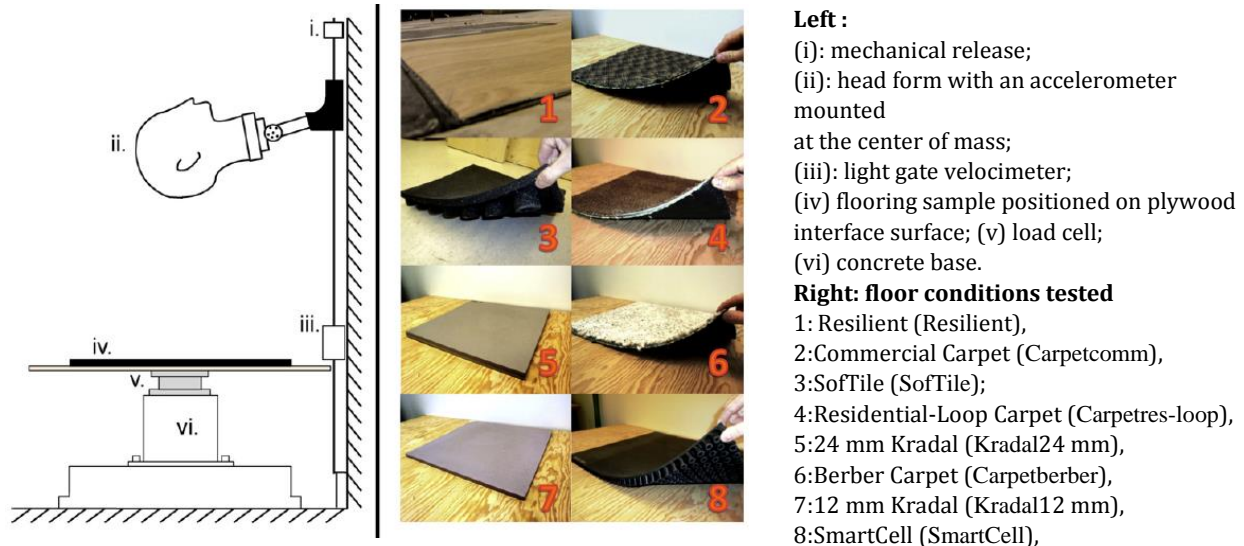 i.
ii.
iii.
iv.
v.
vi.
1
2
3
4
5
6
7
8
Left :
(i): mechanical release;
(ii): head form with an accelerometer
mounted
at the center of mass;
(iii): light gate velocimeter;
(iv) flooring sample positioned on plywood
interface surface; (v) load cell;
(vi) concrete base.
Right: floor conditions tested
1: Resilient (Resilient),
2:Commercial Carpet (Carpetcomm),
3:SofTile (SofTile);
4:Residential-Loop Carpet (Carpetres-loop),
5:24 mm Kradal (Kradal24 mm),
6:Berber Carpet (Carpetberber),
7:12 mm Kradal (Kradal12 mm),
8:SmartCell (SmartCell),